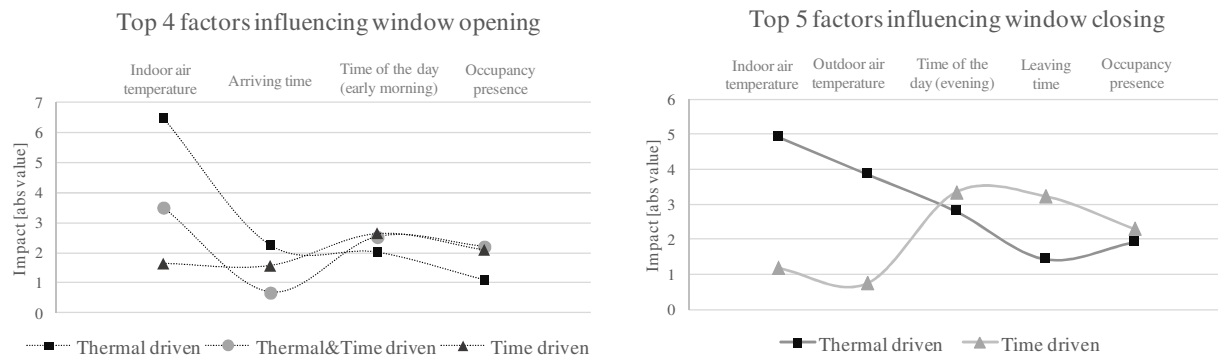 Top 4 factors influencing window opening
Indoor air
temperature
Arriving time
Time of the day
(early morning)
Occupancy
presence
Impact [abs value]
7
6
5
4
3
2
1
0
Thermal driven
Thermal&Time driven
Time driven
Top 5 factors influencing window closing
Indoor air
temperature
Outdoor air
temperature
Time of the
day (evening)
Leaving
time
Occupancy
presence
Impact [abs value]
6
5
4
3
2
1
0
Thermal driven
Time driven